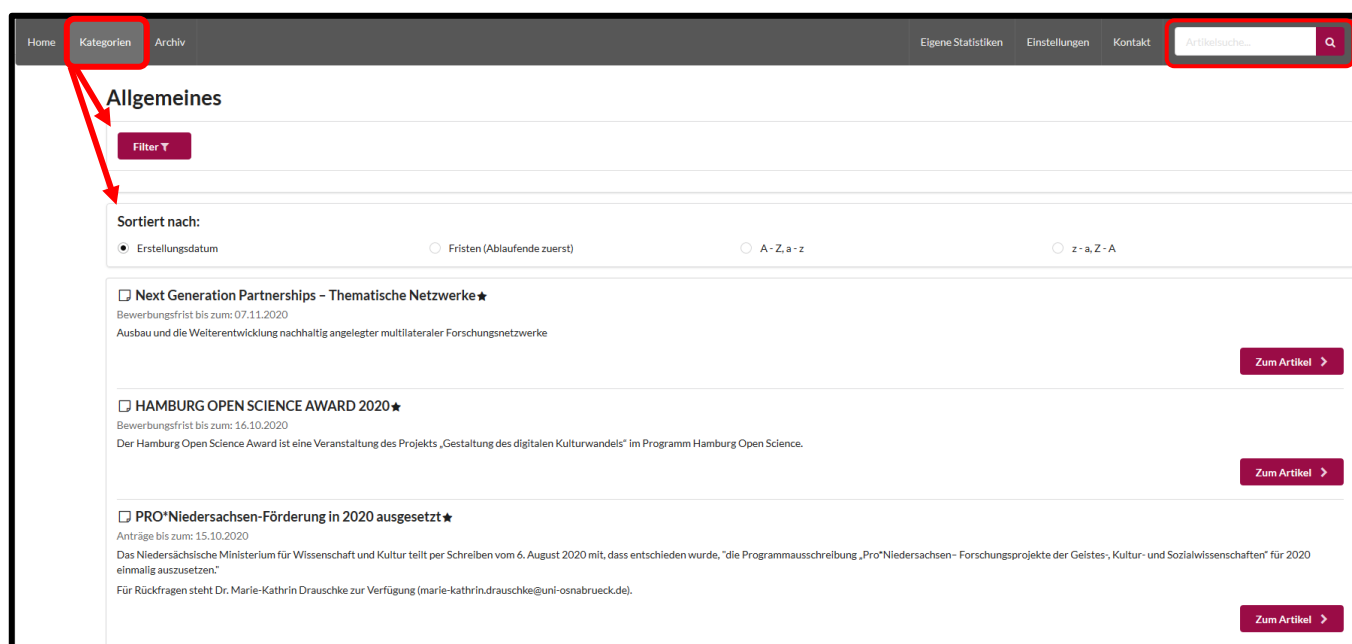 Home Kategorien Archiv Eigene Statistiken Einstellungen Kontakt Artikelsuche...
Allgemeines
Filter
Sortiert nach:
Erstellungsdatum Fristen (Ablaufende zuerst) A - Z, a - z z - a, Z - A
Next Generation Partnerships – Thematische Netzwerke
Bewerbungsfrist bis zum: 07.11.2020
Ausbau und die Weiterentwicklung nachhaltig angelegter multilateraler Forschungsnetzwerke
Zum Artikel
HAMBURG OPEN SCIENCE AWARD 2020
Bewerbungsfrist bis zum: 16.10.2020
Der Hamburg Open Science Award ist eine Veranstaltung des Projekts „Gestaltung des digitalen Kulturwandels“ im Programm Hamburg Open Science.
Zum Artikel
PRO*Niedersachsen-Förderung in 2020 ausgesetzt
Anträge bis zum: 15.10.2020
Das Niedersächsische Ministerium für Wissenschaft und Kultur teilt per Schreiben vom 6. August 2020 mit, dass entschieden wurde, "die Programmausschreibung „Pro*Niedersachsen– Forschungsprojekte der Geistes-, Kultur- und Sozialwissenschaften“ für 2020
einmalig auszusetzen."
Für Rückfragen steht Dr. Marie-Kathrin Drauschke zur Verfügung (marie-kathrin.drauschke@uni-osnabrueck.de).
Zum Artikel